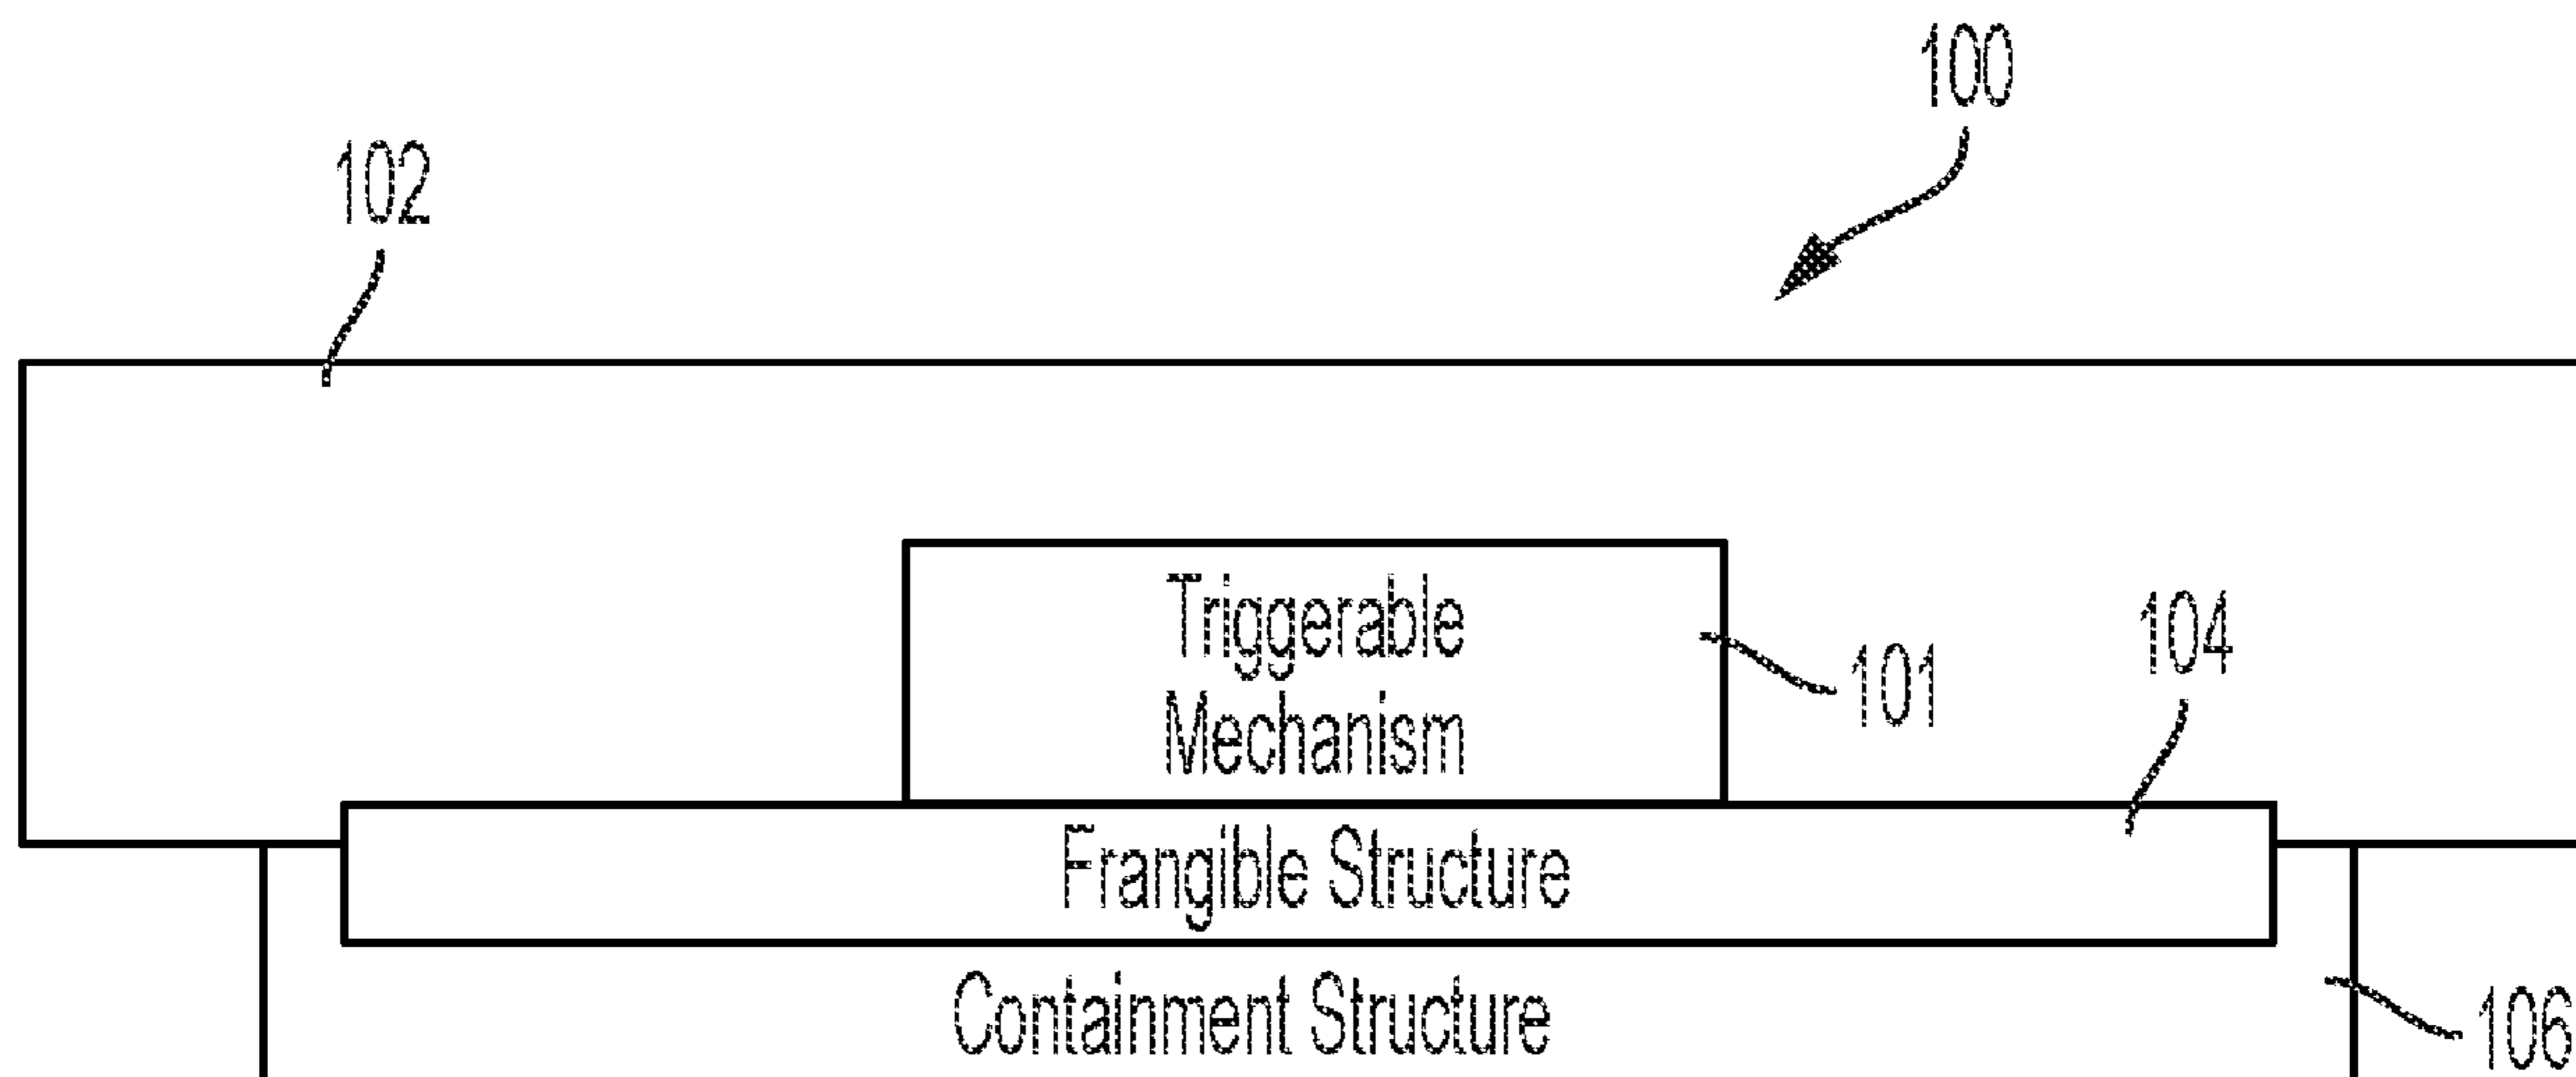 100
102
Triggerable
Mechanism
101
104
Frangible Structure
Containment Structure
106